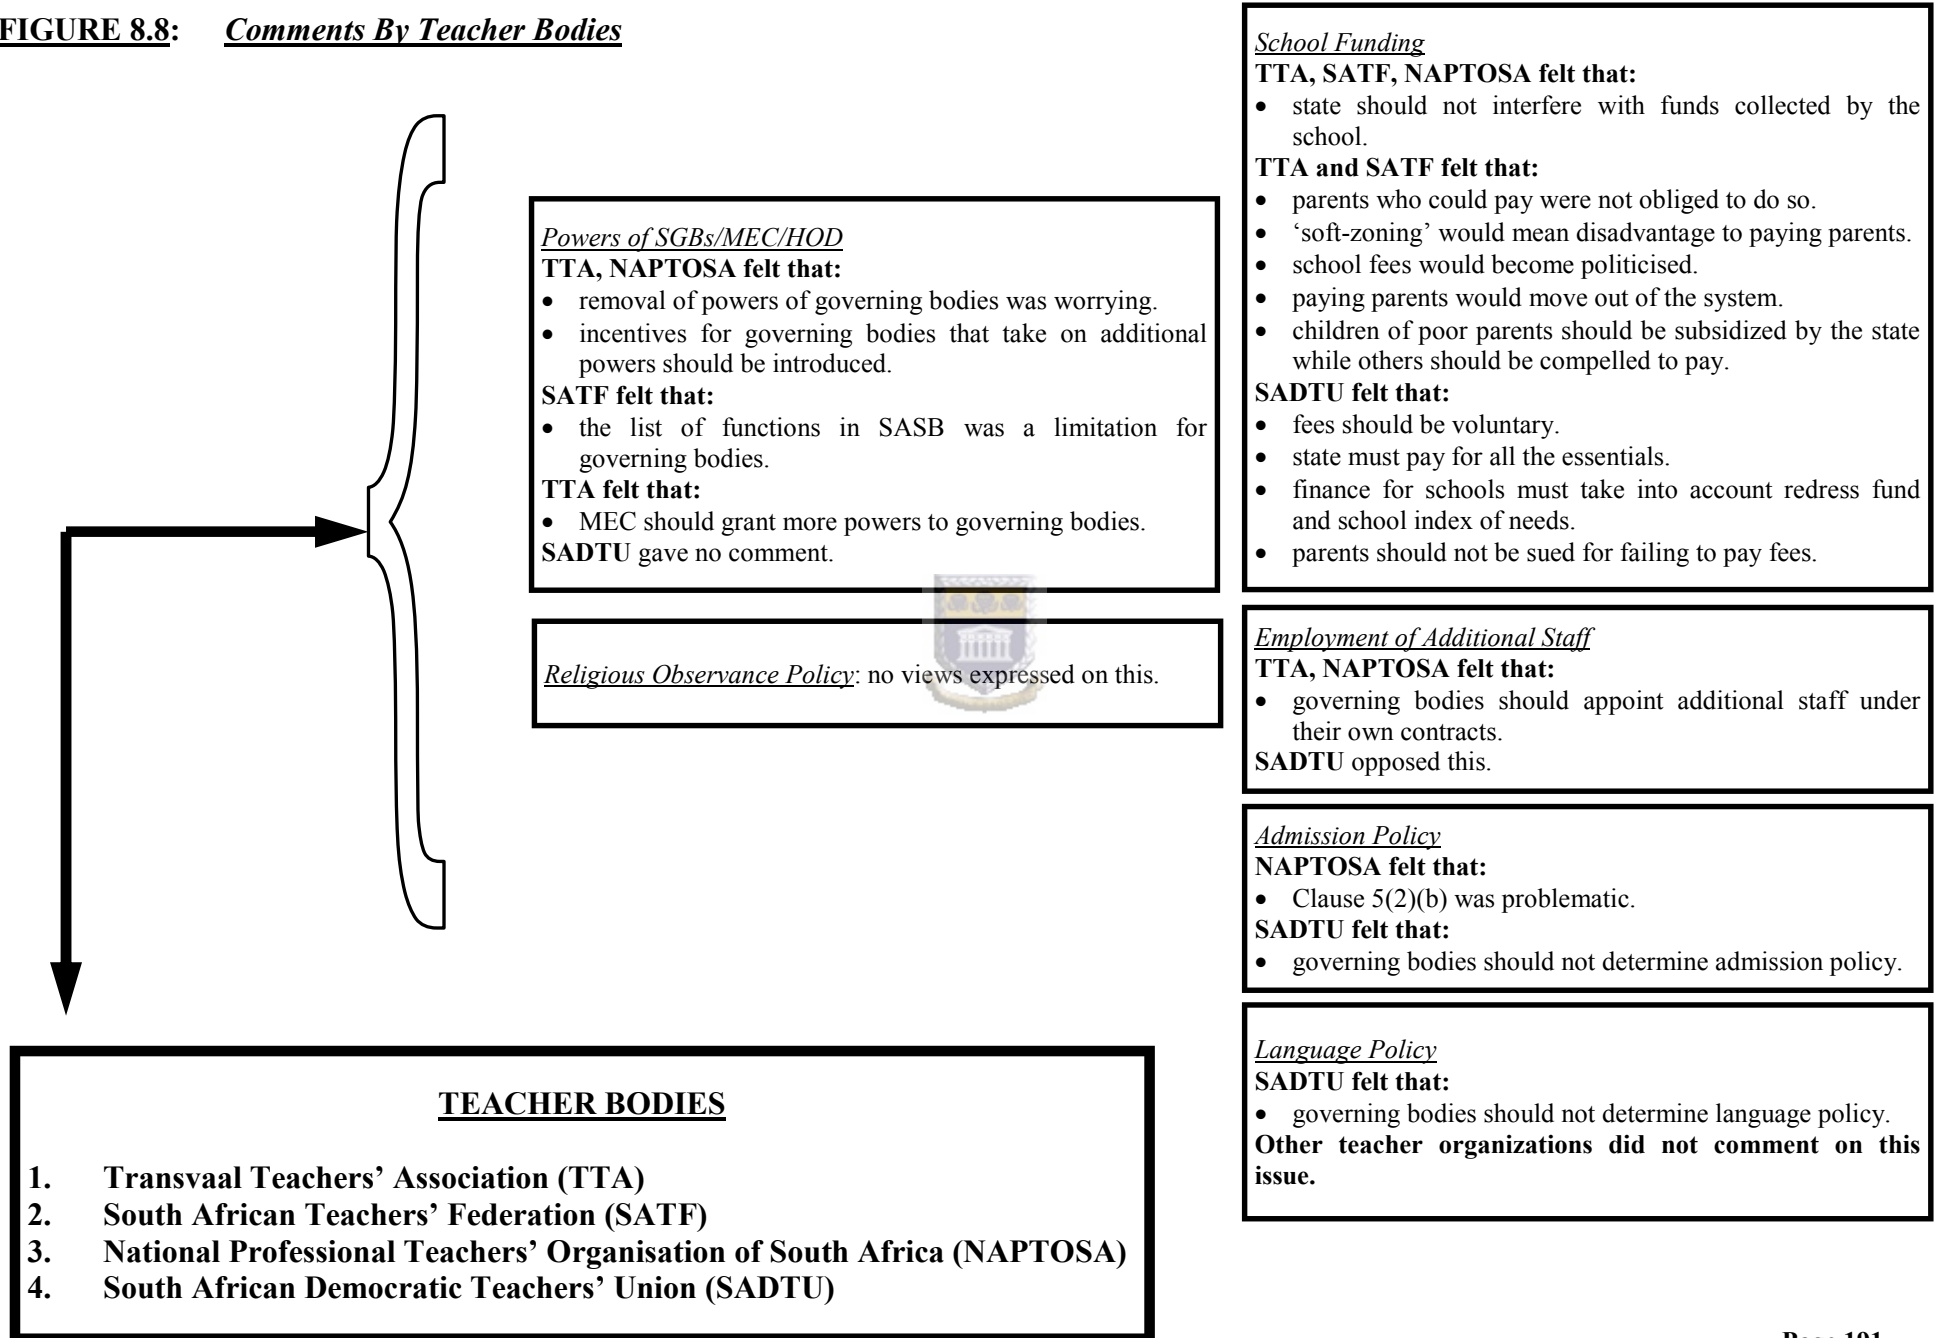 FIGURE 8.8: Comments By Teacher Bodies
Powers of SGBs/MEC/HOD
TTA, NAPTOSA felt that:
• removal of powers of governing bodies was worrying.
• incentives for governing bodies that take on additional
powers should be introduced.
SATF felt that:
• the list of functions in SASB was a limitation for
governing bodies.
TTA felt that:
• MEC should grant more powers to governing bodies.
SADTU gave no comment.
Religious Observance Policy: no views expressed on this.
School Funding
TTA, SATF, NAPTOSA felt that:
• state should not interfere with funds collected by the
school.
TTA and SATF felt that:
• parents who could pay were not obliged to do so.
• ‘soft-zoning’ would mean disadvantage to paying parents.
• school fees would become politicised.
• paying parents would move out of the system.
• children of poor parents should be subsidized by the state
while others should be compelled to pay.
SADTU felt that:
• fees should be voluntary.
• state must pay for all the essentials.
• finance for schools must take into account redress fund
and school index of needs.
• parents should not be sued for failing to pay fees.
Employment of Additional Staff
TTA, NAPTOSA felt that:
• governing bodies should appoint additional staff under
their own contracts.
SADTU opposed this.
Admission Policy
NAPTOSA felt that:
• Clause 5(2)(b) was problematic.
SADTU felt that:
• governing bodies should not determine admission policy.
Language Policy
SADTU felt that:
• governing bodies should not determine language policy.
Other teacher organizations did not comment on this
issue.
TEACHER BODIES
1. Transvaal Teachers’ Association (TTA)
2. South African Teachers’ Federation (SATF)
3. National Professional Teachers’ Organisation of South Africa (NAPTOSA)
4. South African Democratic Teachers’ Union (SADTU)
Page 191